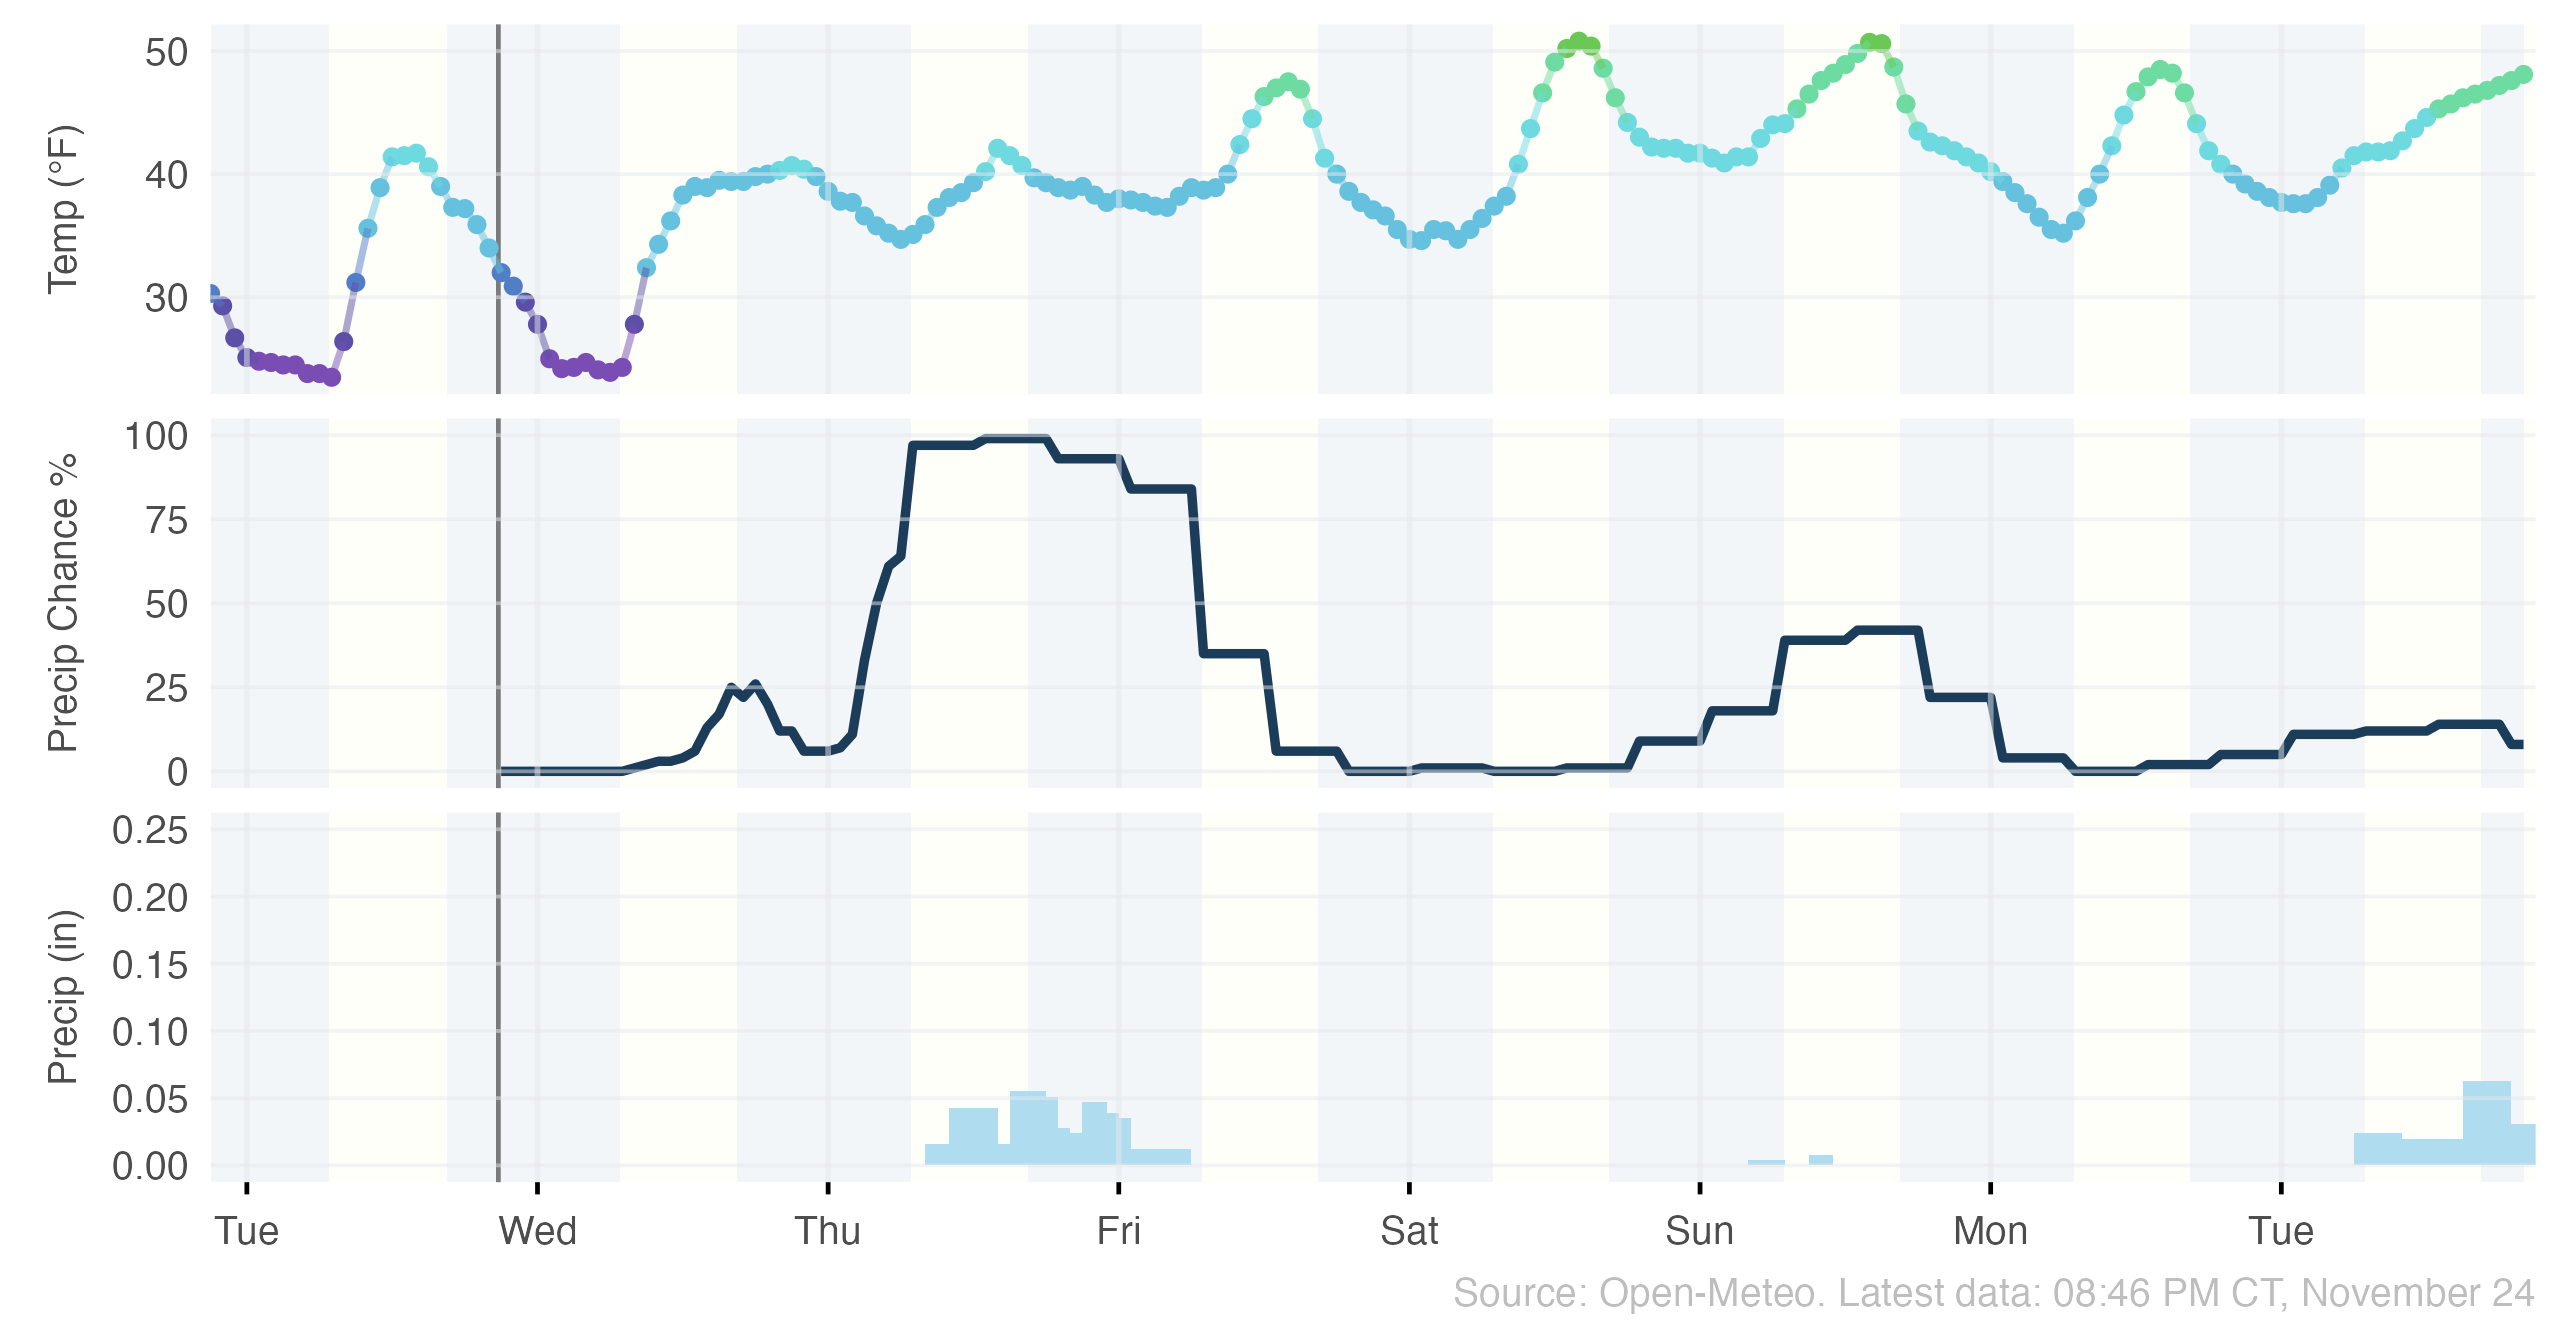 Temp (°F)
50
40
30
Precip Chance %
100
75
50
25
0
Precip (in)
0.25
0.20
0.15
0.10
0.05
0.00
Tue Wed Thu Fri Sat Sun Mon Tue
Source: Open-Meteo. Latest data: 08:46 PM CT, November 24